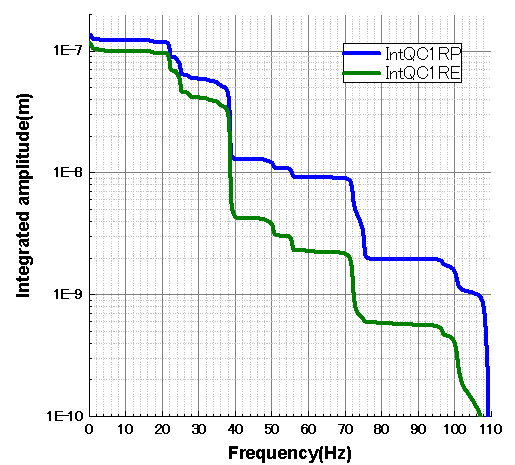 1E-7
1E-8
1E-9
1E-10
Integrated amplitude(m)
IntQC1RP
IntQC1RE
0 10 20 30 40 50 60 70 80 90 100 110
Frequency(Hz)